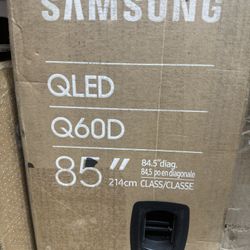 SAMSUNG
QLED
Q60D
85" 84.5" diag.
84,5 po en diagonale
214cm CLASS/CLASSE